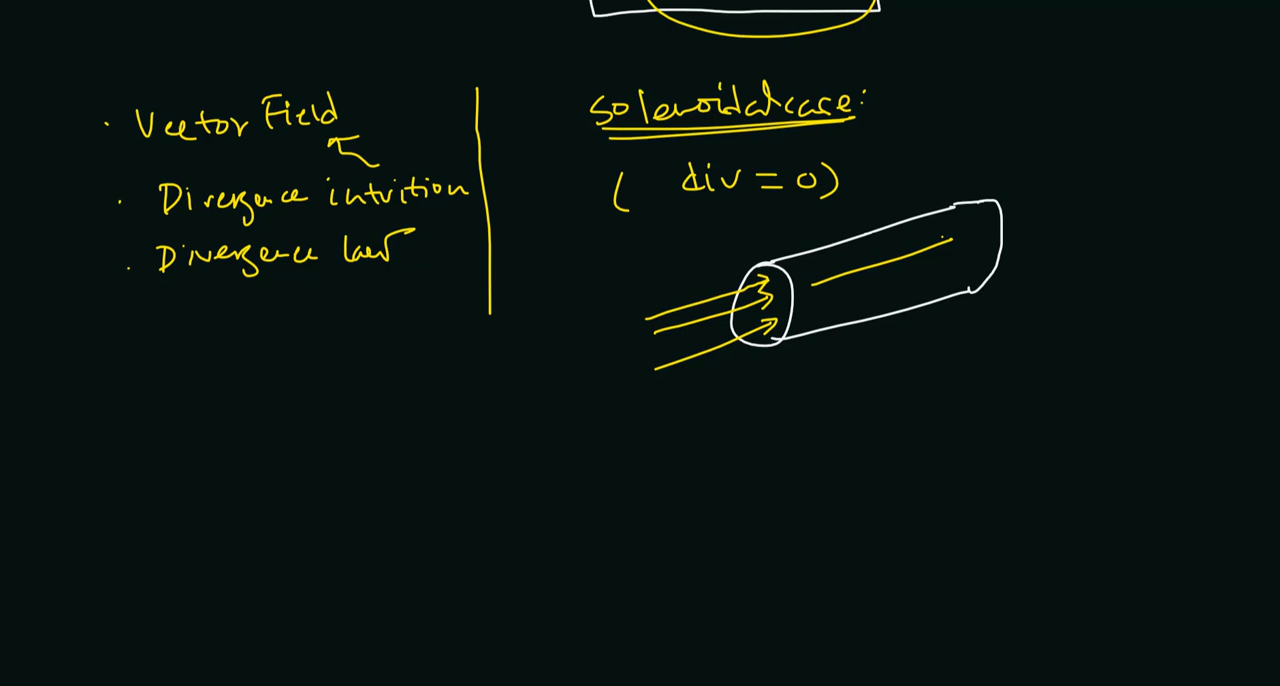 · Vector Field
· Divergence intuition
· Divergence law
solenoidal case:
( div = 0)